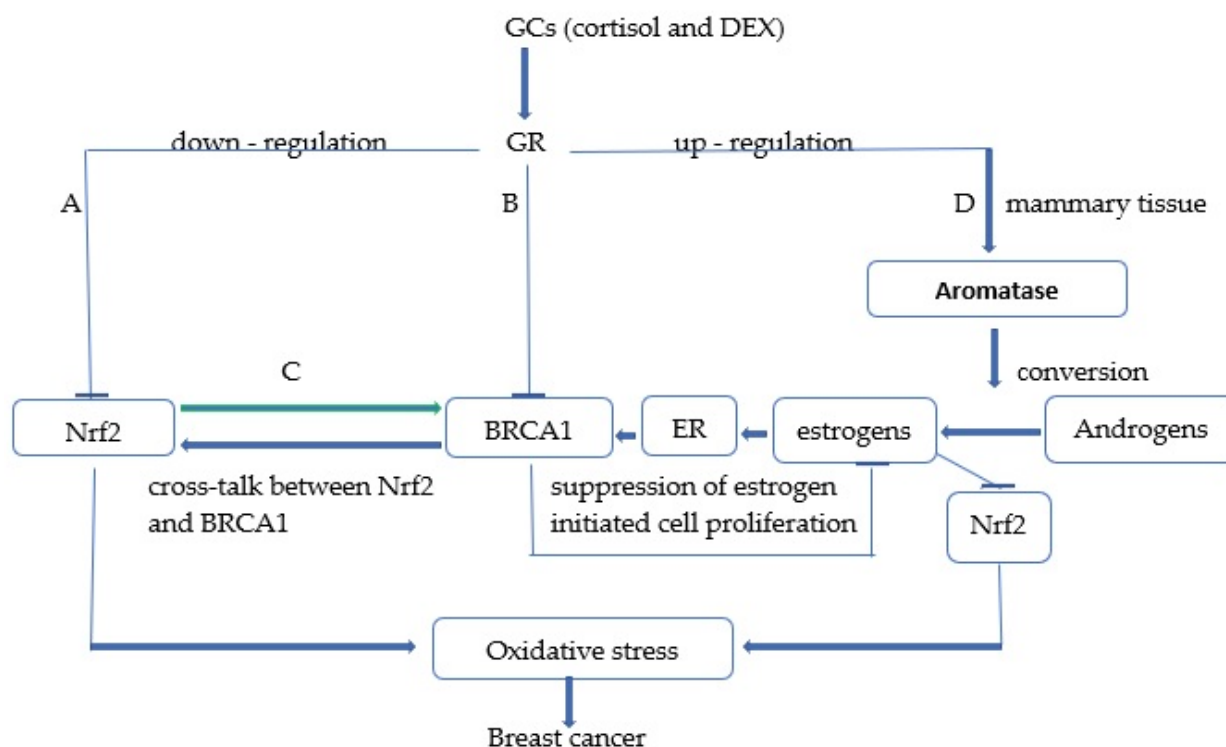 GCs (cortisol and DEX)
down - regulation
GR
up - regulation
A
B
D
mammary tissue
Aromatase
C
conversion
Nrf2
BRCA1
ER
estrogens
Androgens
cross-talk between Nrf2
and BRCA1
suppression of estrogen
initiated cell proliferation
Nrf2
Oxidative stress
Breast cancer